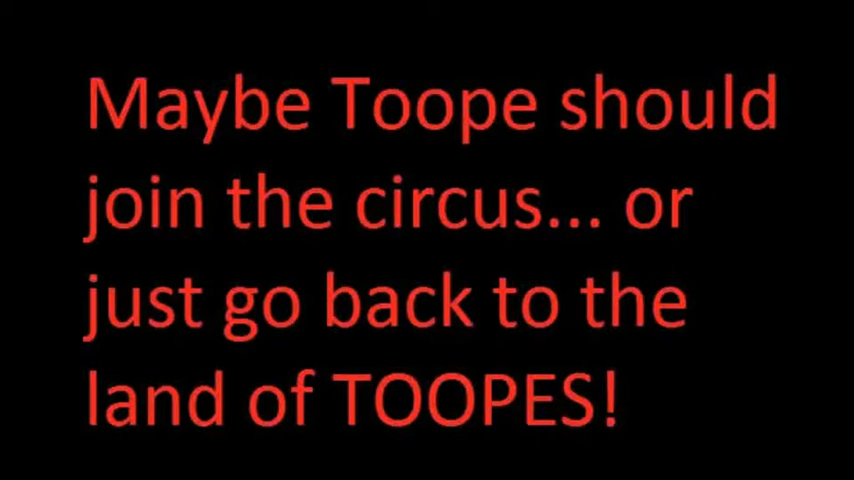 Maybe Toope should
join the circus... or
just go back to the
land of TOOPES!